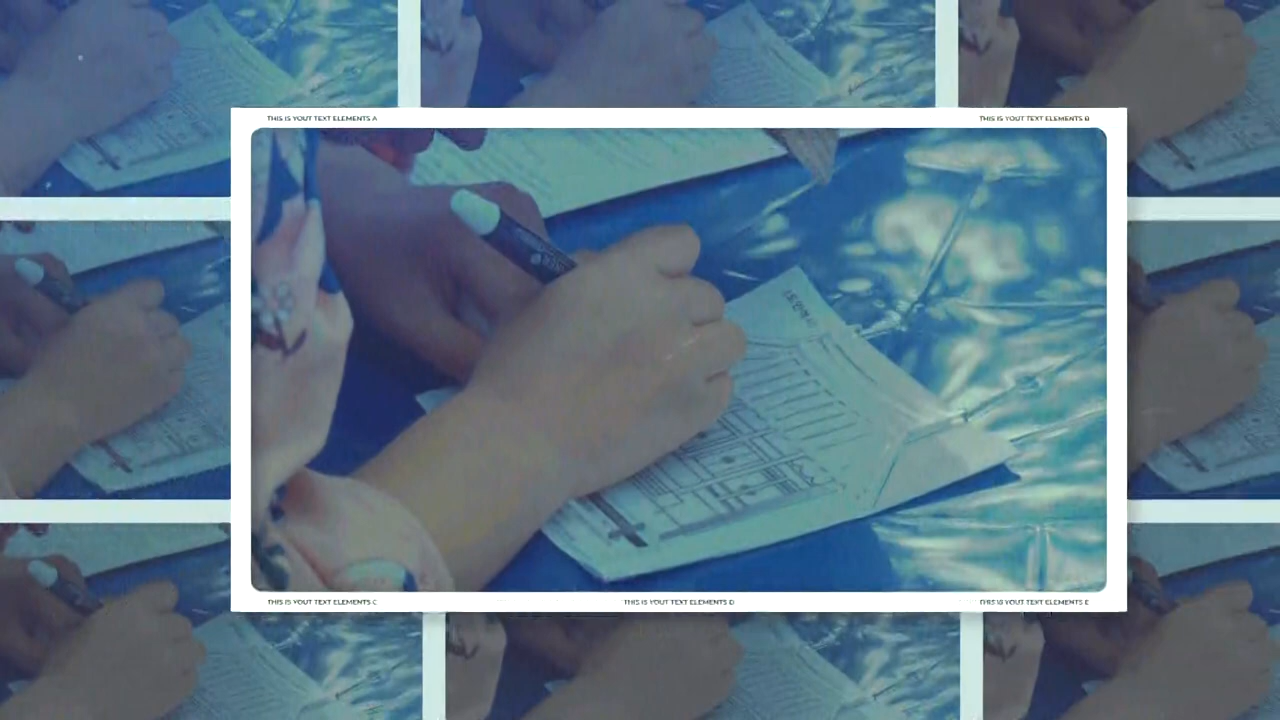 THIS IS YOUT TEXT ELEMENTS A
THIS IS YOUT TEXT ELEMENTS B
THIS IS YOUT TEXT ELEMENTS C
THIS IS YOUT TEXT ELEMENTS D
THIS IS YOUT TEXT ELEMENTS E